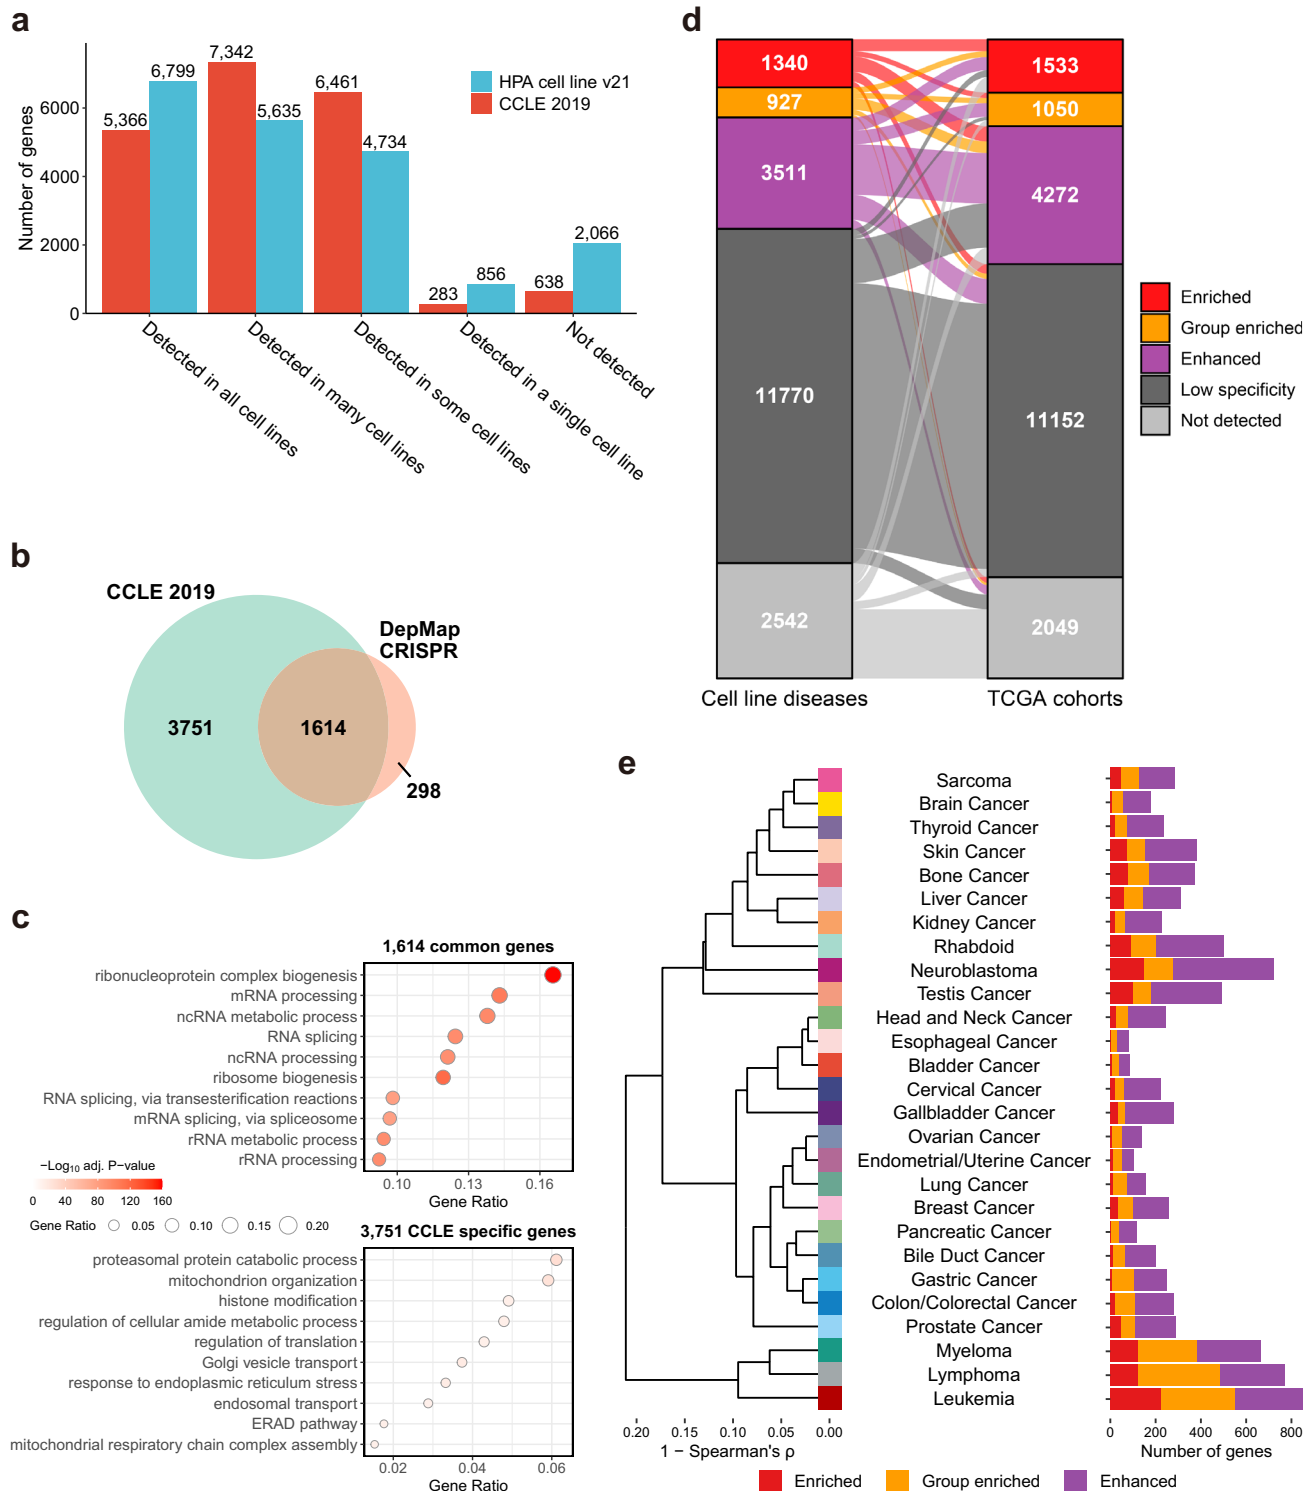 a
7,342
6,799
6,461
5,635
5,366
4,734
2,066
856
638
283
HPA cell line v21
CCLE 2019
Number of genes
6000
4000
2000
0
Detected in all cell lines
Detected in many cell lines
Detected in some cell lines
Detected in a single cell line
Not detected
b
CCLE 2019
DepMap
CRISPR
3751
1614
298
c
1,614 common genes
ribonucleoprotein complex biogenesis
mRNA processing
ncRNA metabolic process
RNA splicing
ncRNA processing
ribosome biogenesis
RNA splicing, via transesterification reactions
mRNA splicing, via spliceosome
rRNA metabolic process
rRNA processing
0.10 0.13 0.16
Gene Ratio
−Log₁₀ adj. P−value
0 40 80 120 160
Gene Ratio 0.05 0.10 0.15 0.20
3,751 CCLE specific genes
proteasomal protein catabolic process
mitochondrion organization
histone modification
regulation of cellular amide metabolic process
regulation of translation
Golgi vesicle transport
response to endoplasmic reticulum stress
endosomal transport
ERAD pathway
mitochondrial respiratory chain complex assembly
0.02 0.04 0.06
Gene Ratio
d
1340
927
3511
11770
2542
1533
1050
4272
11152
2049
Cell line diseases
TCGA cohorts
Enriched
Group enriched
Enhanced
Low specificity
Not detected
e
Sarcoma
Brain Cancer
Thyroid Cancer
Skin Cancer
Bone Cancer
Liver Cancer
Kidney Cancer
Rhabdoid
Neuroblastoma
Testis Cancer
Head and Neck Cancer
Esophageal Cancer
Bladder Cancer
Cervical Cancer
Gallbladder Cancer
Ovarian Cancer
Endometrial/Uterine Cancer
Lung Cancer
Breast Cancer
Pancreatic Cancer
Bile Duct Cancer
Gastric Cancer
Colon/Colorectal Cancer
Prostate Cancer
Myeloma
Lymphoma
Leukemia
0.20 0.15 0.10 0.05 0.00
1 − Spearman's ρ
0 200 400 600 800
Number of genes
Enriched
Group enriched
Enhanced